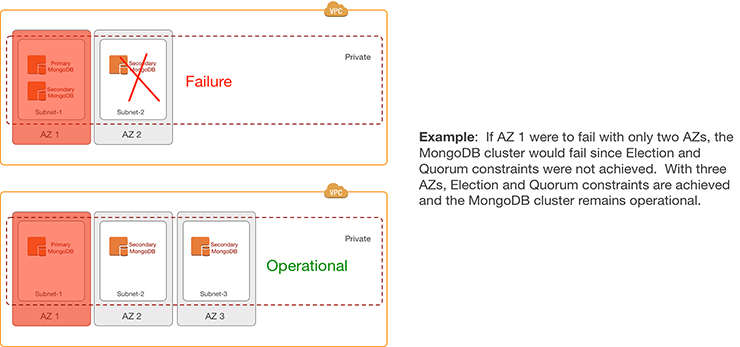 VPC
Private
Primary
MongoDB
Secondary
MongoDB
Subnet-1
AZ 1
Secondary
MongoDB
Subnet-2
AZ 2
Failure
Example:  If AZ 1 were to fail with only two AZs, the
MongoDB cluster would fail since Election and
Quorum constraints were not achieved.  With three
AZs, Election and Quorum constraints are achieved
and the MongoDB cluster remains operational.
VPC
Private
Primary
MongoDB
Subnet-1
AZ 1
Secondary
MongoDB
Subnet-2
AZ 2
Secondary
MongoDB
Subnet-3
AZ 3
Operational